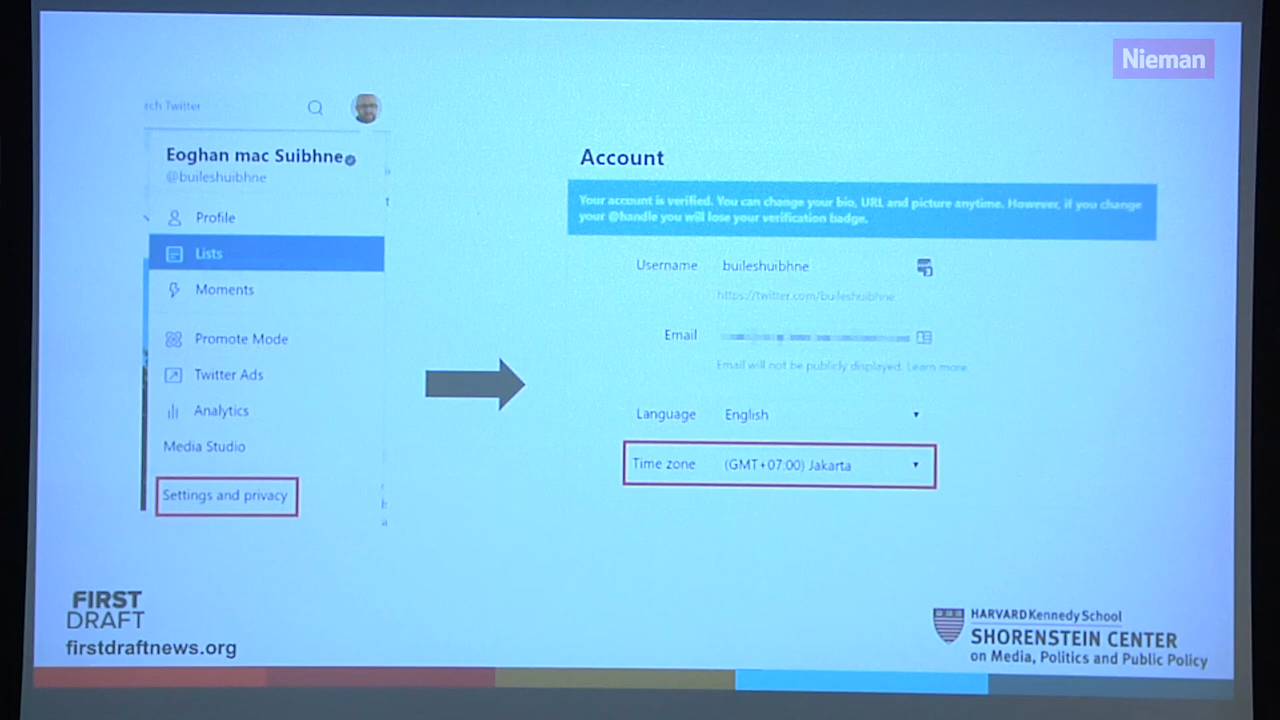 Nieman
rch Twitter
Eoghan mac Suibhne
@buileshuibhne
Profile
Lists
Moments
Promote Mode
Twitter Ads
Analytics
Media Studio
Settings and privacy
Account
Your account is verified. You can change your bio, URL and picture anytime. However, if you change
your @handle you will lose your verification badge.
Username buileshuibhne
https://twitter.com/buileshuibhne
Email
Email will not be publicly displayed. Learn more.
Language English
Time zone (GMT+07:00) Jakarta
FIRST
DRAFT
firstdraftnews.org
HARVARD Kennedy School
SHORENSTEIN CENTER
on Media, Politics and Public Policy